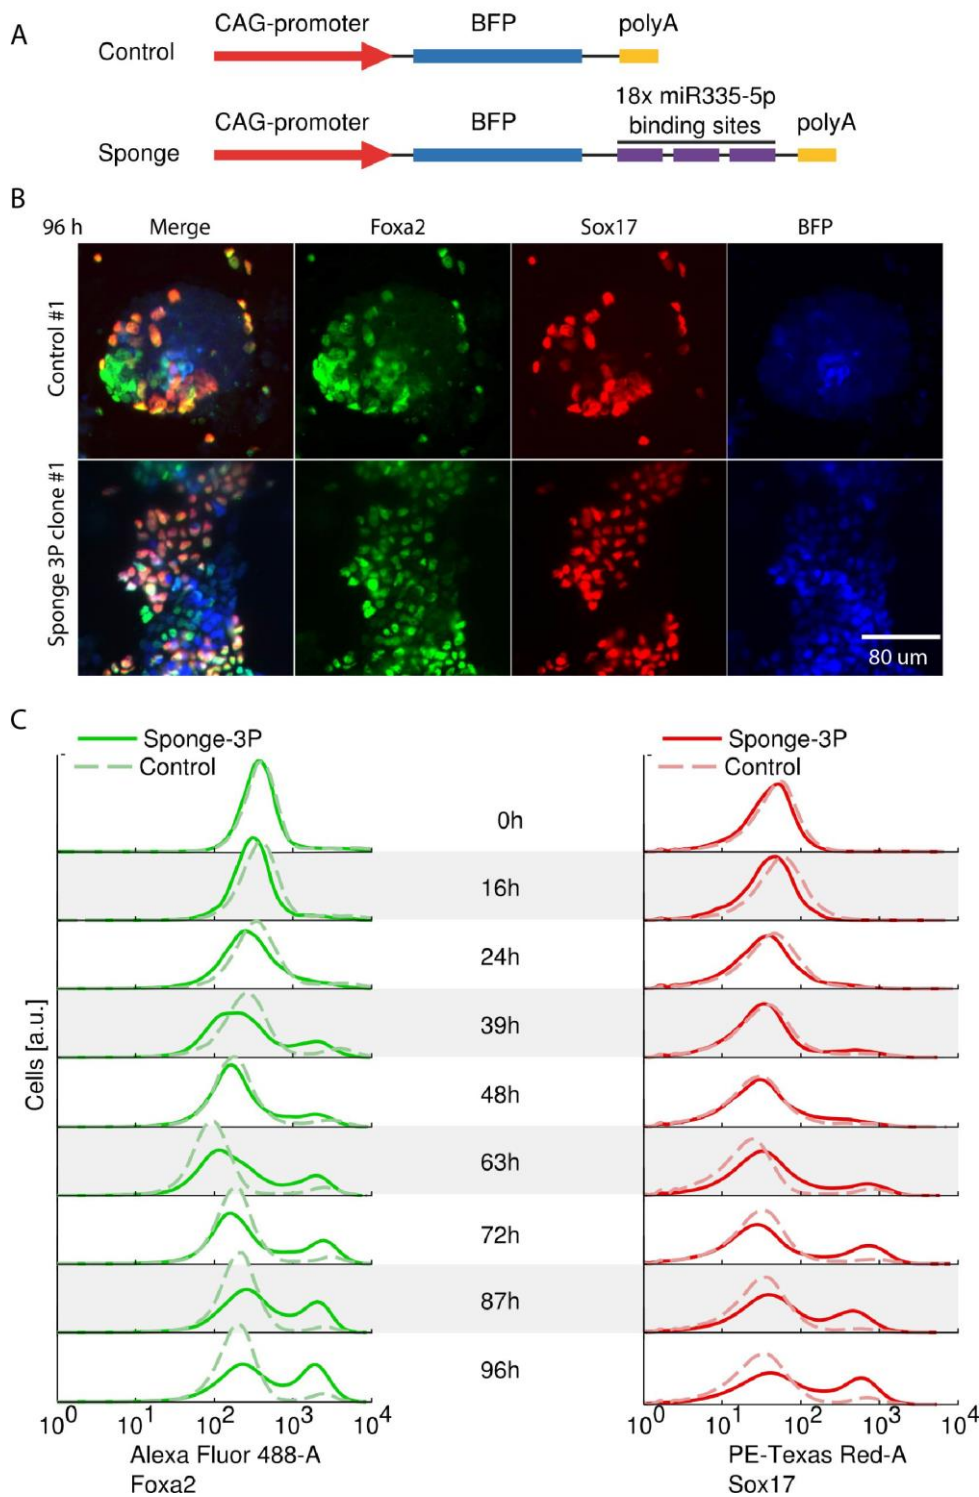 A
CAG-promoter BFP polyA
Control
18x miR335-5p
CAG-promoter BFP binding sites polyA
Sponge
B
96 h Merge Foxa2 Sox17 BFP
Control #1
Sponge 3P clone #1
80 um
C
Sponge-3P Sponge-3P
Control Control
0h
16h
24h
39h
48h
63h
72h
87h
96h
Cells [a.u.]
10^0 10^1 10^2 10^3 10^4 10^0 10^1 10^2 10^3 10^4
Alexa Fluor 488-A PE-Texas Red-A
Foxa2 Sox17